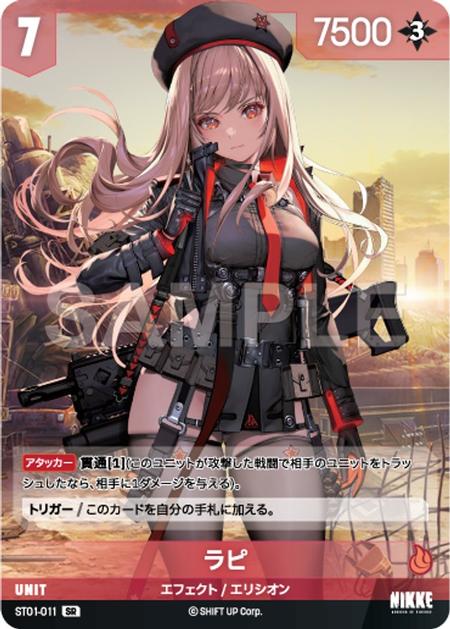 7
7500 3
SAMPLE
アタッカー 貫通[1](このユニットが攻撃した戦闘で相手のユニットをトラッ
シュしたなら、相手に1ダメージを与える)。
トリガー / このカードを自分の手札に加える。
ラピ
UNIT
エフェクト / エリシオン
ST01-011 SR
© SHIFT UP Corp.
NIKKE